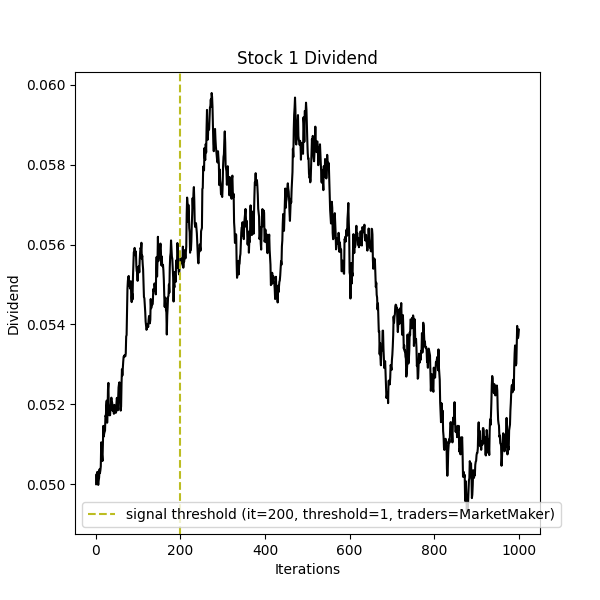 Stock 1 Dividend
0.060
0.058
0.056
0.054
0.052
0.050
Dividend
signal threshold (it=200, threshold=1, traders=MarketMaker)
0 200 400 600 800 1000
Iterations